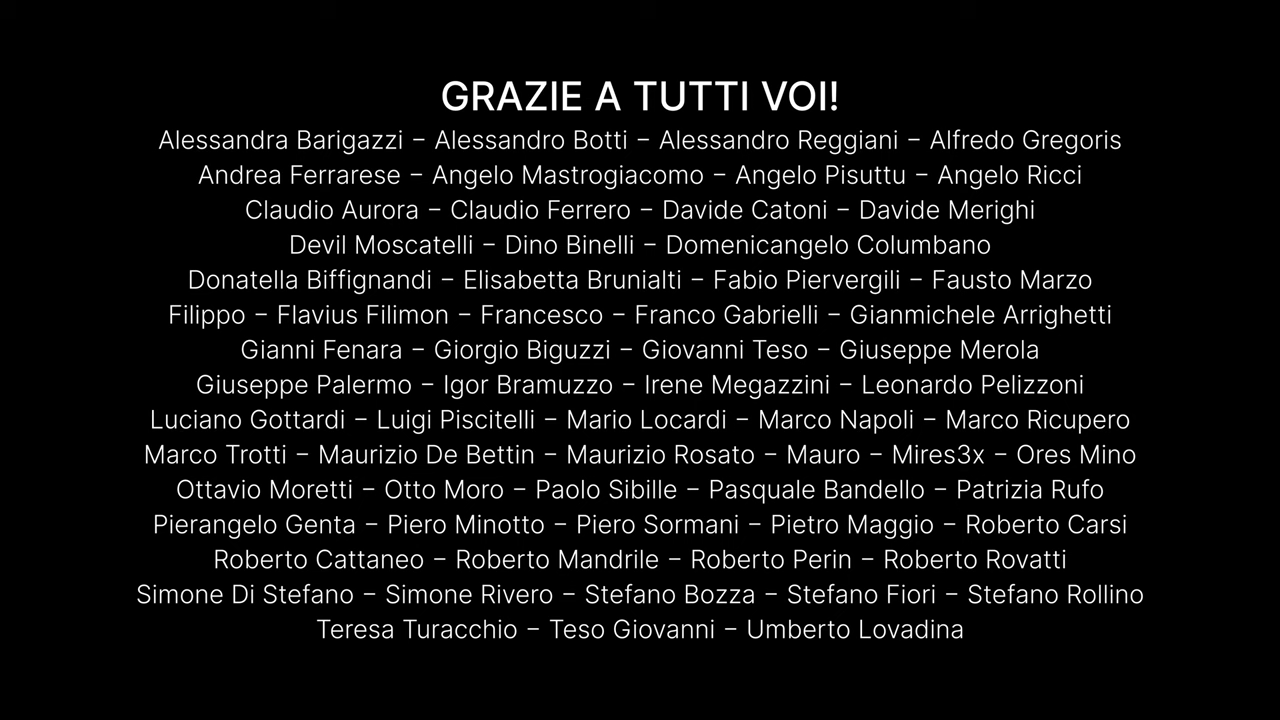 GRAZIE A TUTTI VOI!
Alessandra Barigazzi – Alessandro Botti – Alessandro Reggiani – Alfredo Gregoris
Andrea Ferrarese – Angelo Mastrogiacomo – Angelo Pisuttu – Angelo Ricci
Claudio Aurora – Claudio Ferrero – Davide Catoni – Davide Merighi
Devil Moscatelli – Dino Binelli – Domenicangelo Columbano
Donatella Biffignandi – Elisabetta Brunialti – Fabio Piervergili – Fausto Marzo
Filippo – Flavius Filimon – Francesco – Franco Gabrielli – Gianmichele Arrighetti
Gianni Fenara – Giorgio Biguzzi – Giovanni Teso – Giuseppe Merola
Giuseppe Palermo – Igor Bramuzzo – Irene Megazzini – Leonardo Pelizzoni
Luciano Gottardi – Luigi Piscitelli – Mario Locardi – Marco Napoli – Marco Ricupero
Marco Trotti – Maurizio De Bettin – Maurizio Rosato – Mauro – Mires3x – Ores Mino
Ottavio Moretti – Otto Moro – Paolo Sibille – Pasquale Bandello – Patrizia Rufo
Pierangelo Genta – Piero Minotto – Piero Sormani – Pietro Maggio – Roberto Carsi
Roberto Cattaneo – Roberto Mandrile – Roberto Perin – Roberto Rovatti
Simone Di Stefano – Simone Rivero – Stefano Bozza – Stefano Fiori – Stefano Rollino
Teresa Turacchio – Teso Giovanni – Umberto Lovadina